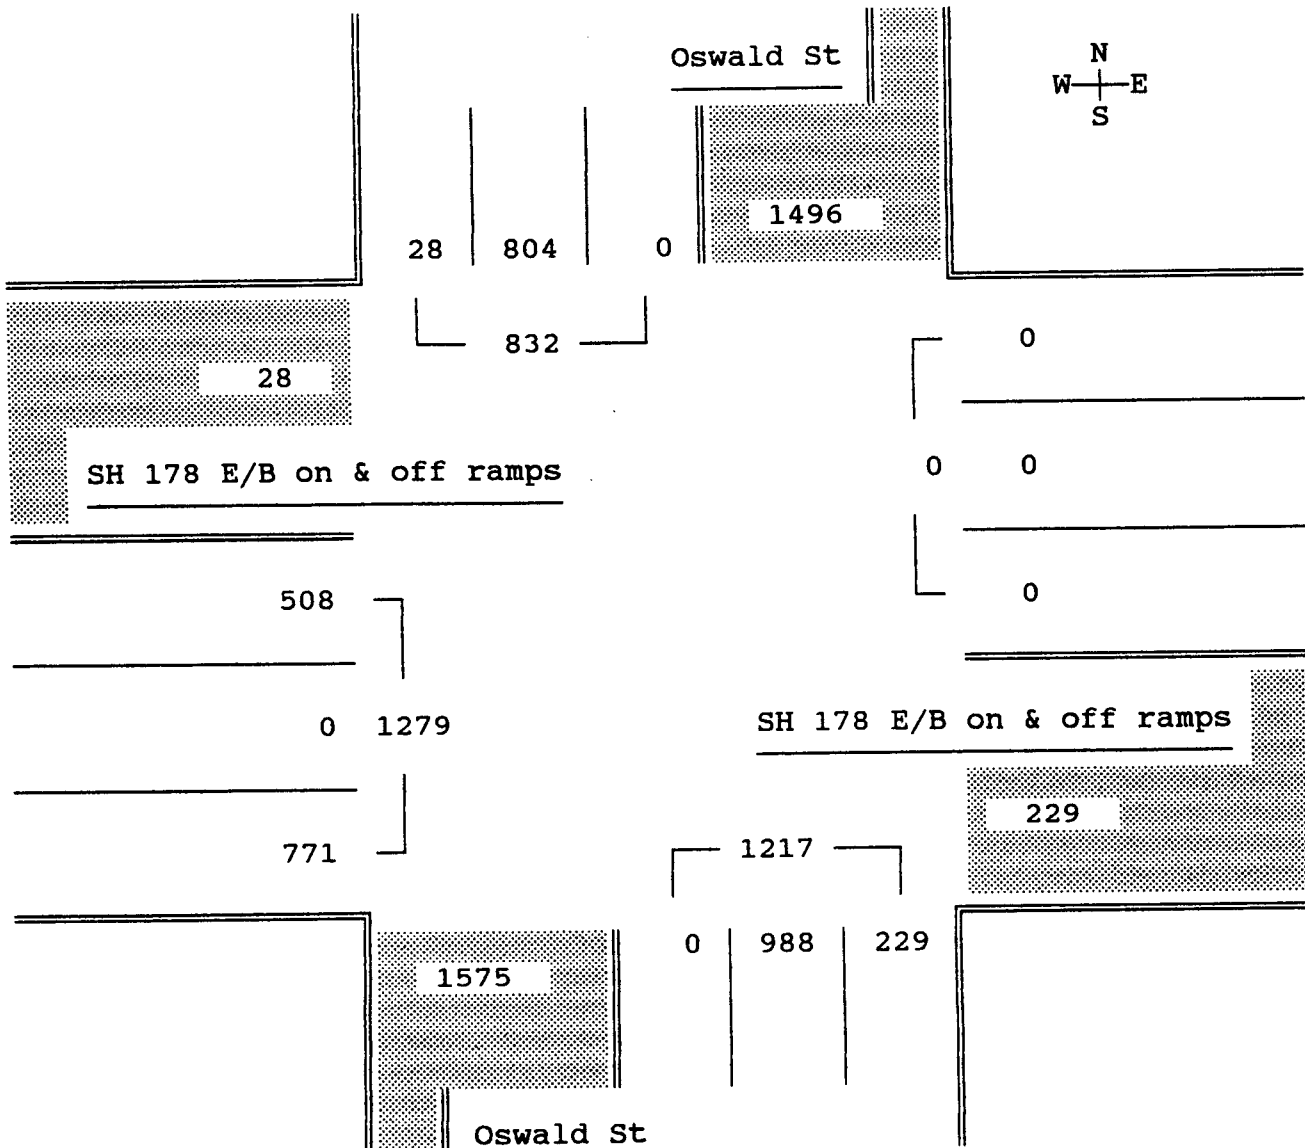 Oswald St
N
W E
S
1496
28 804 0
832
0
28
SH 178 E/B on & off ramps
0 0
508
0
0 1279
SH 178 E/B on & off ramps
229
771
1217
0 988 229
1575
Oswald St